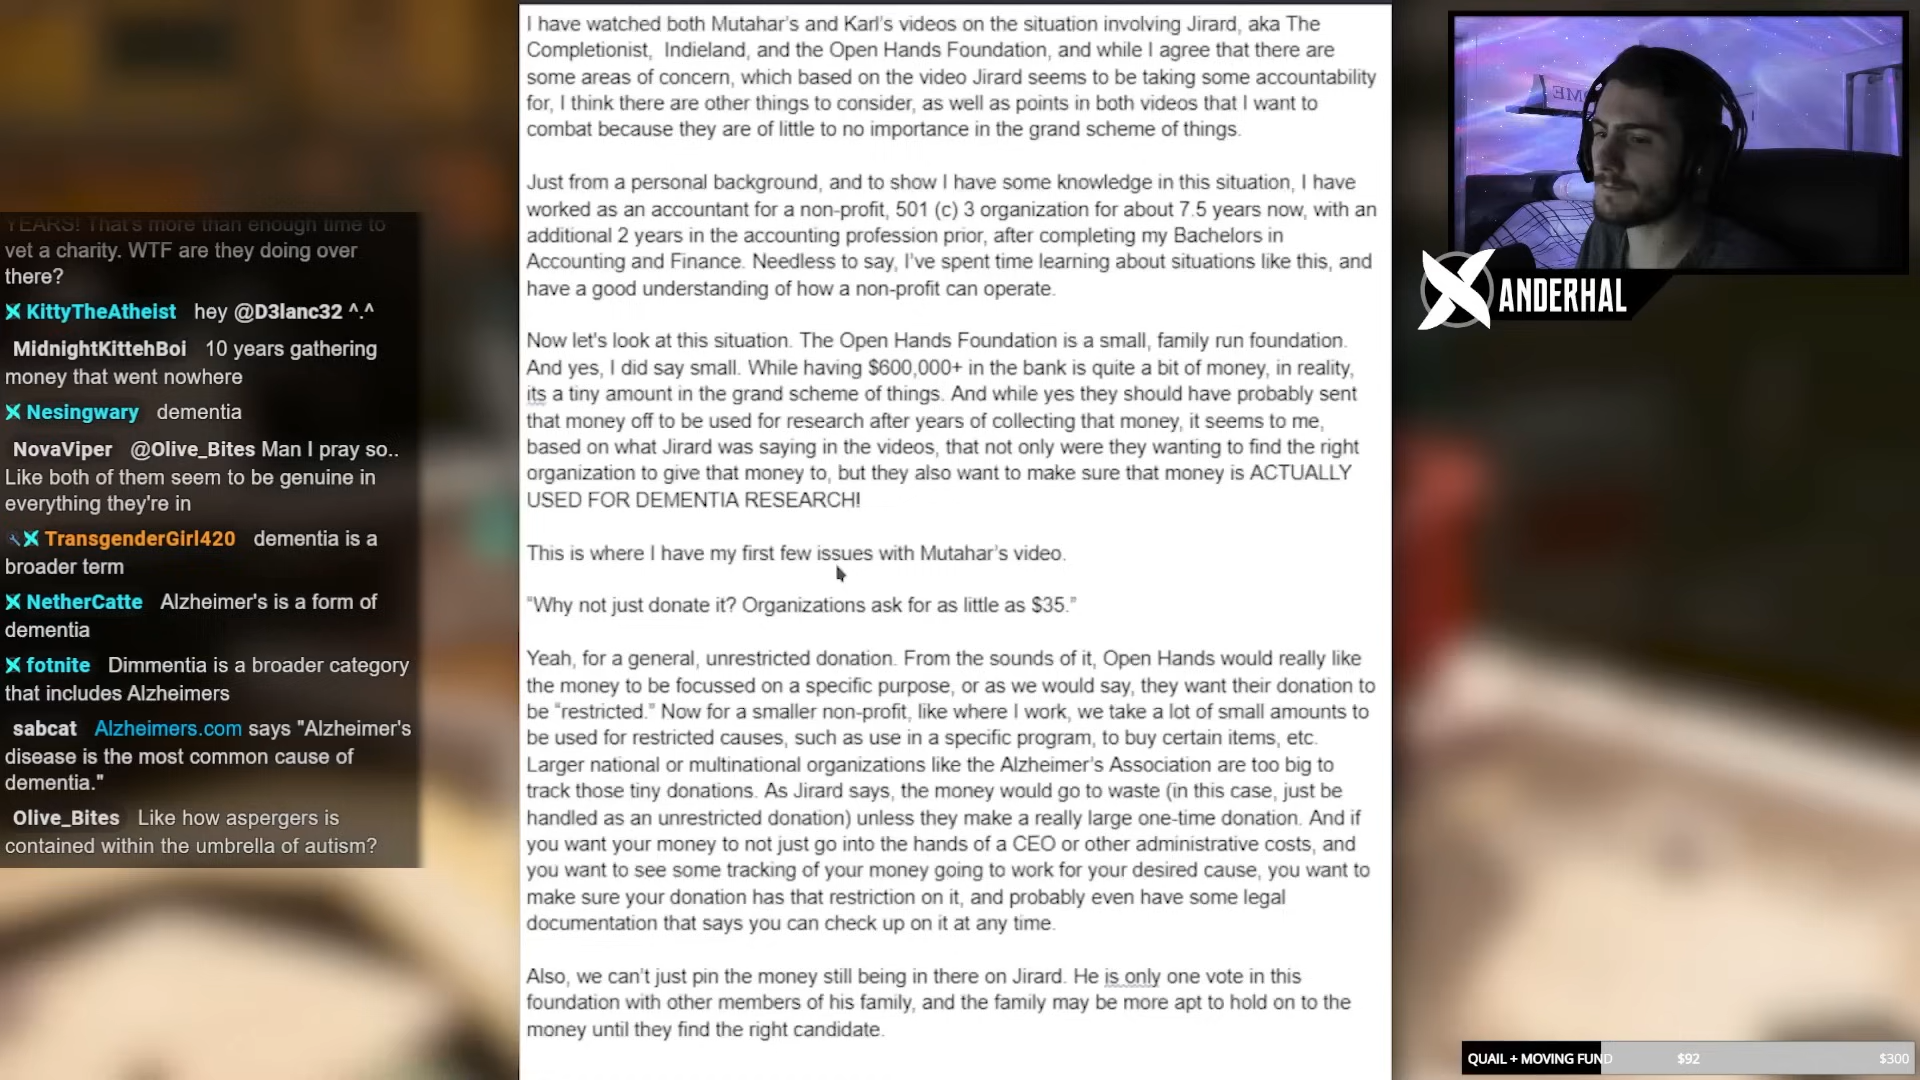 YEARS! That's more than enough time to
vet a charity. WTF are they doing over
there?
KittyTheAtheist hey @D3lanc32 ^.^
MidnightKittehBoi 10 years gathering
money that went nowhere
Nesingwary dementia
NovaViper @Olive_Bites Man I pray so..
Like both of them seem to be genuine in
everything they're in
TransgenderGirl420 dementia is a
broader term
NetherCatte Alzheimer's is a form of
dementia
fotnite Dimmentia is a broader category
that includes Alzheimers
sabcat Alzheimers.com says "Alzheimer's
disease is the most common cause of
dementia."
Olive_Bites Like how aspergers is
contained within the umbrella of autism?
I have watched both Mutahar's and Karl's videos on the situation involving Jirard, aka The
Completionist, Indieland, and the Open Hands Foundation, and while I agree that there are
some areas of concern, which based on the video Jirard seems to be taking some accountability
for, I think there are other things to consider, as well as points in both videos that I want to
combat because they are of little to no importance in the grand scheme of things.
Just from a personal background, and to show I have some knowledge in this situation, I have
worked as an accountant for a non-profit, 501 (c) 3 organization for about 7.5 years now, with an
additional 2 years in the accounting profession prior, after completing my Bachelors in
Accounting and Finance. Needless to say, I've spent time learning about situations like this, and
have a good understanding of how a non-profit can operate.
Now let's look at this situation. The Open Hands Foundation is a small, family run foundation.
And yes, I did say small. While having $600,000+ in the bank is quite a bit of money, in reality,
its a tiny amount in the grand scheme of things. And while yes they should have probably sent
that money off to be used for research after years of collecting that money, it seems to me,
based on what Jirard was saying in the videos, that not only were they wanting to find the right
organization to give that money to, but they also want to make sure that money is ACTUALLY
USED FOR DEMENTIA RESEARCH!
This is where I have my first few issues with Mutahar's video.
"Why not just donate it? Organizations ask for as little as $35."
Yeah, for a general, unrestricted donation. From the sounds of it, Open Hands would really like
the money to be focussed on a specific purpose, or as we would say, they want their donation to
be "restricted." Now for a smaller non-profit, like where I work, we take a lot of small amounts to
be used for restricted causes, such as use in a specific program, to buy certain items, etc.
Larger national or multinational organizations like the Alzheimer's Association are too big to
track those tiny donations. As Jirard says, the money would go to waste (in this case, just be
handled as an unrestricted donation) unless they make a really large one-time donation. And if
you want your money to not just go into the hands of a CEO or other administrative costs, and
you want to see some tracking of your money going to work for your desired cause, you want to
make sure your donation has that restriction on it, and probably even have some legal
documentation that says you can check up on it at any time.
Also, we can't just pin the money still being in there on Jirard. He is only one vote in this
foundation with other members of his family, and the family may be more apt to hold on to the
money until they find the right candidate.
XANDERHAL
QUAIL + MOVING FUND $92 $300